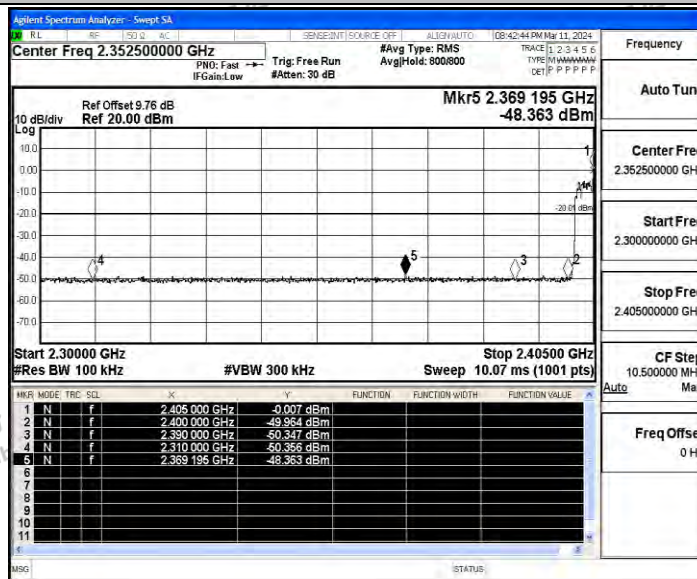 Agilent Spectrum Analyzer - Swept SA
RL RF 50 Ω AC SENSE:INT SOURCE OFF ALIGNAUTO 08:42:44 PM Mar 11, 2024
Center Freq 2.352500000 GHz
PNO: Fast
IFGain:Low
Trig: Free Run
#Atten: 30 dB
#Avg Type: RMS
Avg|Hold: 800/800
TRACE 1 2 3 4 5 6
TYPE M W W W W W
DET P P P P P P
Ref Offset 9.76 dB
Ref 20.00 dBm
10 dB/div
Log
Mkr5 2.369 195 GHz
-48.363 dBm
10.0
0.00
-10.0
-20.0
-30.0
-40.0
-50.0
-60.0
-70.0
1
-20.01 dBm
4
5
3
2
Start 2.30000 GHz
Stop 2.40500 GHz
#Res BW 100 kHz
#VBW 300 kHz
Sweep 10.07 ms (1001 pts)
MKR MODE TRC SCL X Y FUNCTION FUNCTION WIDTH FUNCTION VALUE
1 N f 2.405 000 GHz -0.007 dBm
2 N f 2.400 000 GHz -49.964 dBm
3 N f 2.390 000 GHz -50.347 dBm
4 N f 2.310 000 GHz -50.356 dBm
5 N f 2.369 195 GHz -48.363 dBm
6
7
8
9
10
11
MSG
STATUS
Frequency
Auto Tun
Center Fre
2.352500000 GH
Start Fre
2.300000000 GH
Stop Fre
2.405000000 GH
CF Step
10.500000 MH
Auto Ma
Freq Offse
0 H